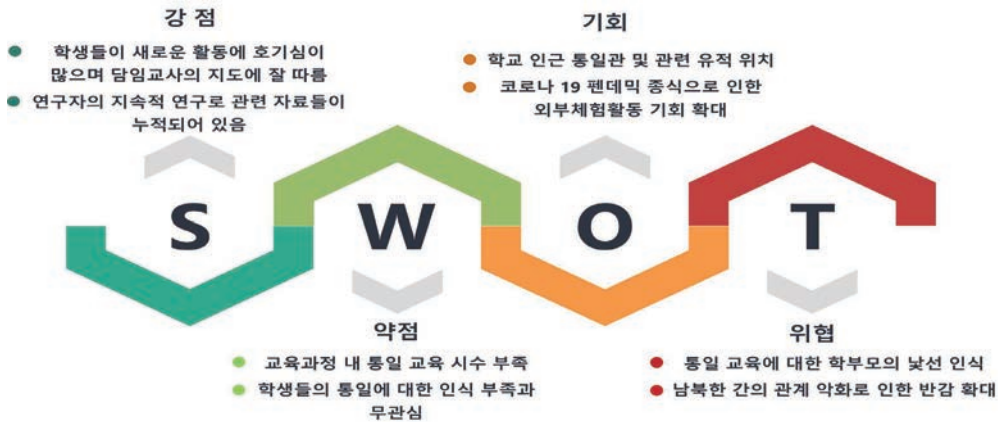 강 점
학생들이 새로운 활동에 호기심이
많으며 담임교사의 지도에 잘 따름
연구자의 지속적 연구로 관련 자료들이
누적되어 있음
기회
학교 인근 통일관 및 관련 유적 위치
코로나 19 펜데믹 종식으로 인한
외부체험활동 기회 확대
S W O T
약점
교육과정 내 통일 교육 시수 부족
학생들의 통일에 대한 인식 부족과
무관심
위협
통일 교육에 대한 학부모의 낯선 인식
남북한 간의 관계 악화로 인한 반감 확대